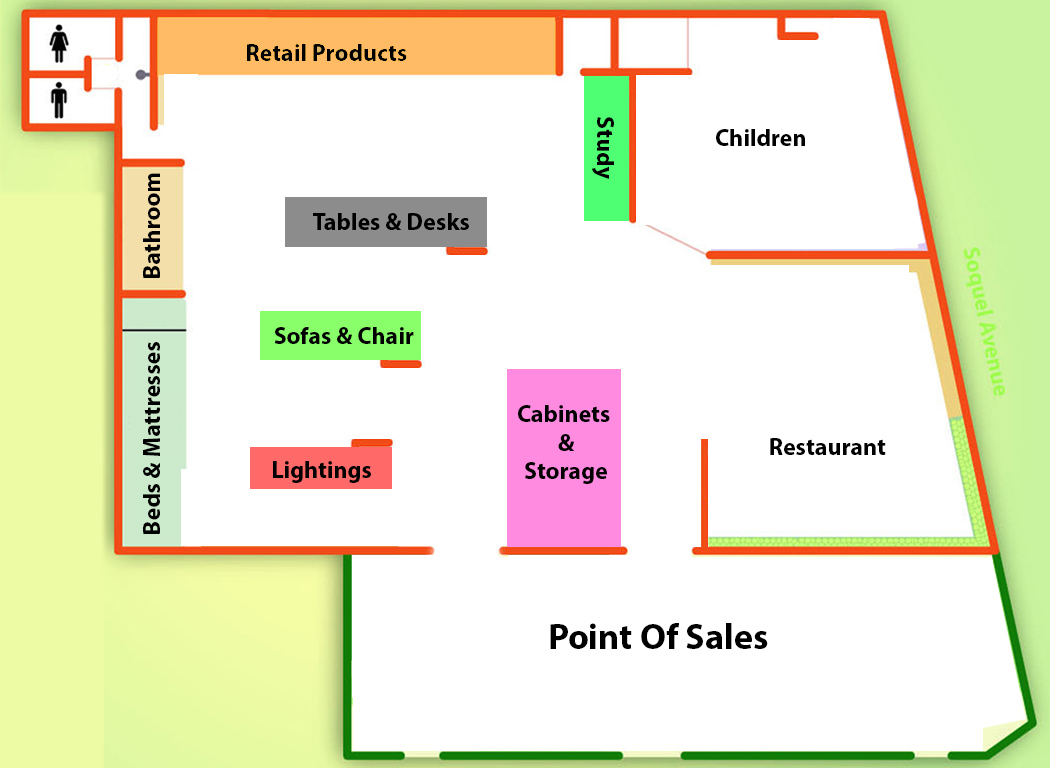 Retail Products
Study
Children
Bathroom
Tables & Desks
Soquel Avenue
Sofas & Chair
Beds & Mattresses
Cabinets
&
Storage
Restaurant
Lightings
Point Of Sales